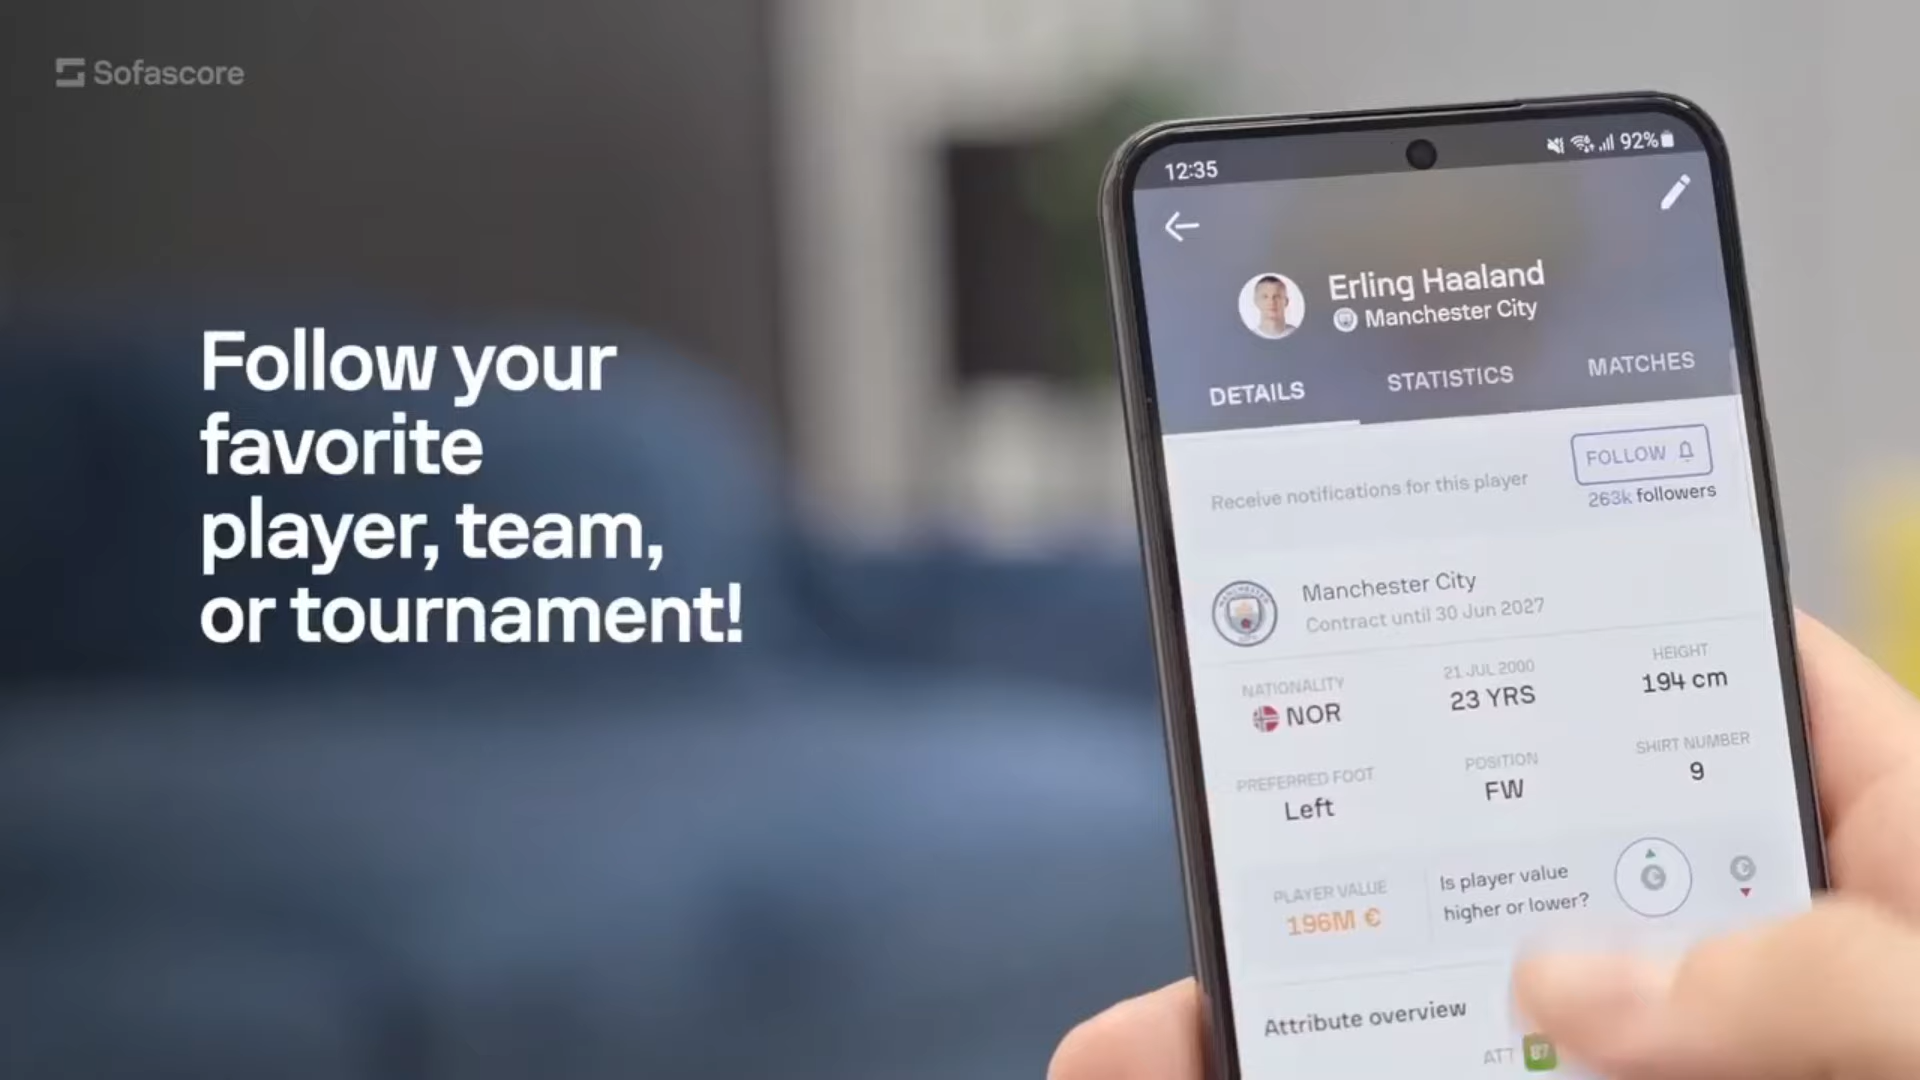 Sofascore
Follow your
favorite
player, team,
or tournament!
12:35
92%
Erling Haaland
Manchester City
DETAILS
STATISTICS
MATCHES
Receive notifications for this player
FOLLOW
263k followers
Manchester City
Contract until 30 Jun 2027
NATIONALITY
NOR
21 JUL 2000
23 YRS
HEIGHT
194 cm
PREFERRED FOOT
Left
POSITION
FW
SHIRT NUMBER
9
PLAYER VALUE
196M €
Is player value
higher or lower?
€
€
Attribute overview
ATT 87